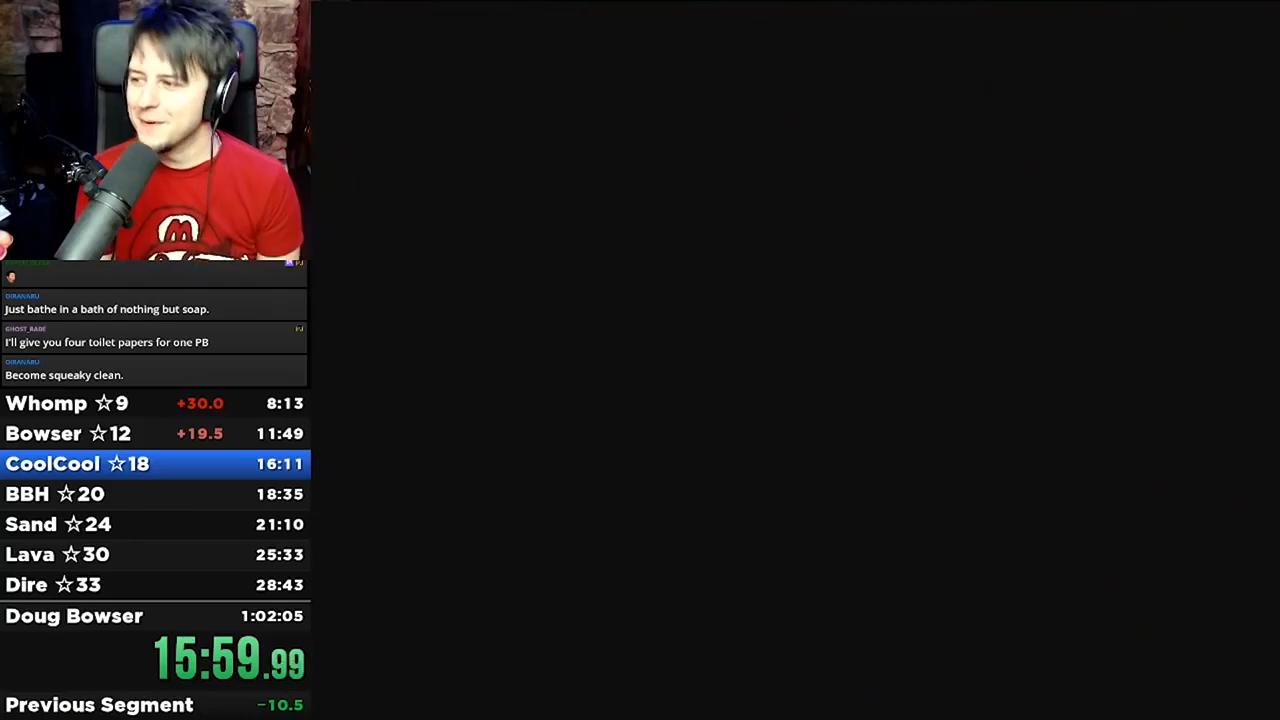 M
OIRANARU
Just bathe in a bath of nothing but soap.
GHOST_BABE
I'll give you four toilet papers for one PB
OIRANARU
Become squeaky clean.
Whomp ☆9 +30.0 8:13
Bowser ☆12 +19.5 11:49
CoolCool ☆18 16:11
BBH ☆20 18:35
Sand ☆24 21:10
Lava ☆30 25:33
Dire ☆33 28:43
Doug Bowser 1:02:05
15:59.99
Previous Segment -10.5